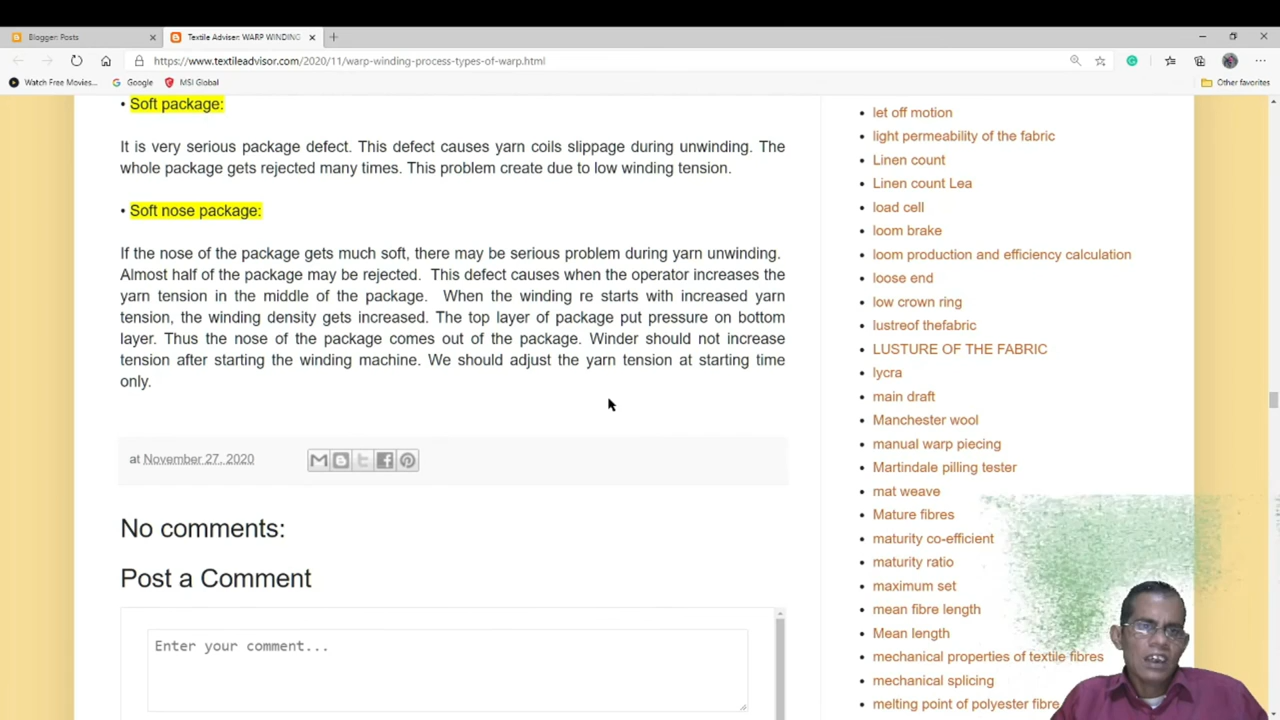 Blogger: Posts
Textile Adviser: WARP WINDING
https://www.textileadvisor.com/2020/11/warp-winding-process-types-of-warp.html
Watch Free Movies...
Google
MSI Global
Other favorites
• Soft package:
It is very serious package defect. This defect causes yarn coils slippage during unwinding. The
whole package gets rejected many times. This problem create due to low winding tension.
• Soft nose package:
If the nose of the package gets much soft, there may be serious problem during yarn unwinding.
Almost half of the package may be rejected. This defect causes when the operator increases the
yarn tension in the middle of the package. When the winding re starts with increased yarn
tension, the winding density gets increased. The top layer of package put pressure on bottom
layer. Thus the nose of the package comes out of the package. Winder should not increase
tension after starting the winding machine. We should adjust the yarn tension at starting time
only.
at November 27, 2020
No comments:
Post a Comment
Enter your comment...
let off motion
light permeability of the fabric
Linen count
Linen count Lea
load cell
loom brake
loom production and efficiency calculation
loose end
low crown ring
lustreof thefabric
LUSTURE OF THE FABRIC
lycra
main draft
Manchester wool
manual warp piecing
Martindale pilling tester
mat weave
Mature fibres
maturity co-efficient
maturity ratio
maximum set
mean fibre length
Mean length
mechanical properties of textile fibres
mechanical splicing
melting point of polyester fibre